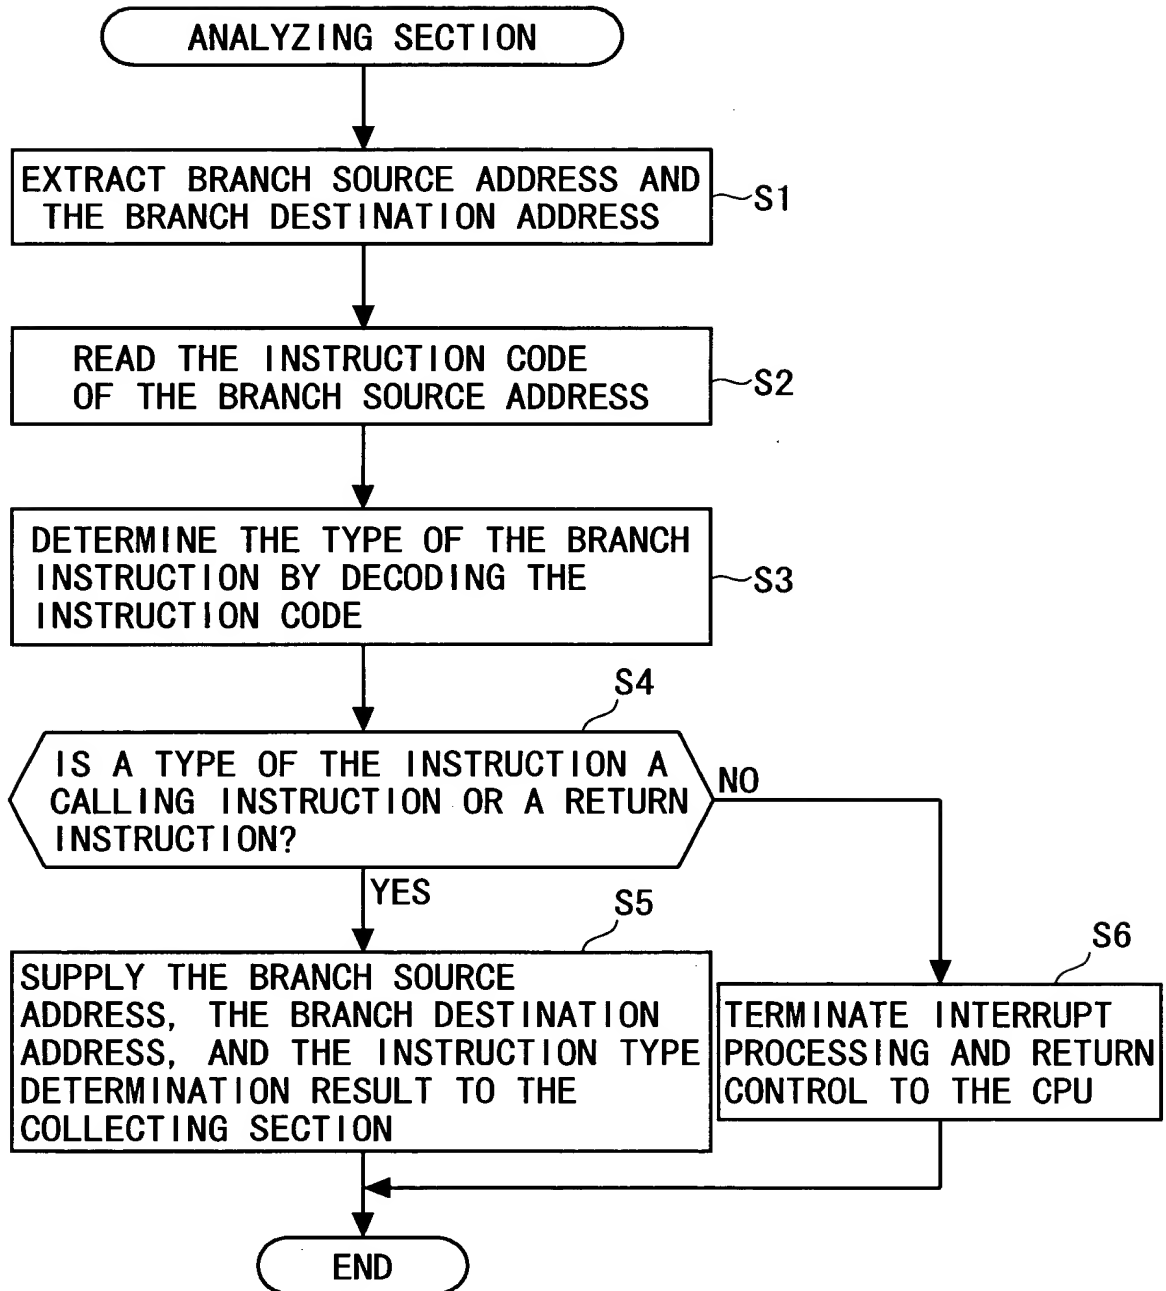 ANALYZING SECTION
EXTRACT BRANCH SOURCE ADDRESS AND
THE BRANCH DESTINATION ADDRESS
S1
READ THE INSTRUCTION CODE
OF THE BRANCH SOURCE ADDRESS
S2
DETERMINE THE TYPE OF THE BRANCH
INSTRUCTION BY DECODING THE
INSTRUCTION CODE
S3
S4
IS A TYPE OF THE INSTRUCTION A
CALLING INSTRUCTION OR A RETURN
INSTRUCTION?
NO
YES
S5
SUPPLY THE BRANCH SOURCE
ADDRESS, THE BRANCH DESTINATION
ADDRESS, AND THE INSTRUCTION TYPE
DETERMINATION RESULT TO THE
COLLECTING SECTION
S6
TERMINATE INTERRUPT
PROCESSING AND RETURN
CONTROL TO THE CPU
END